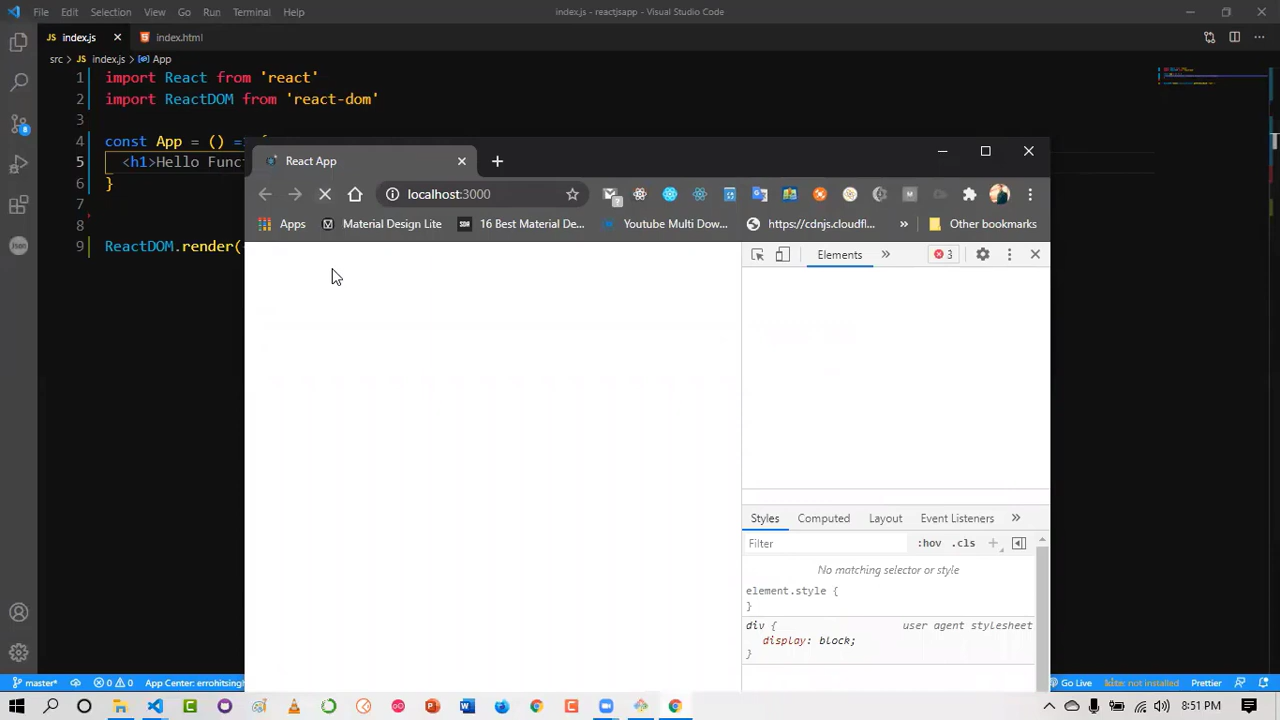 File Edit Selection View Go Run Terminal Help
index.js - reactjsapp - Visual Studio Code
JS index.js index.html
src > JS index.js > App
1 import React from 'react'
2 import ReactDOM from 'react-dom'
3
4 const App = () => {
5 <h1>Hello Func
6 }
7
8
9 ReactDOM.render(
React App
localhost:3000
Apps Material Design Lite 16 Best Material De... Youtube Multi Dow... https://cdnjs.cloudfl... » Other bookmarks
Elements » 3
Styles Computed Layout Event Listeners »
Filter :hov .cls +
No matching selector or style
element.style {
}
div { user agent stylesheet
display: block;
}
master* 0 0 App Center: errohitsing Go Live kite: not installed Prettier
8:51 PM